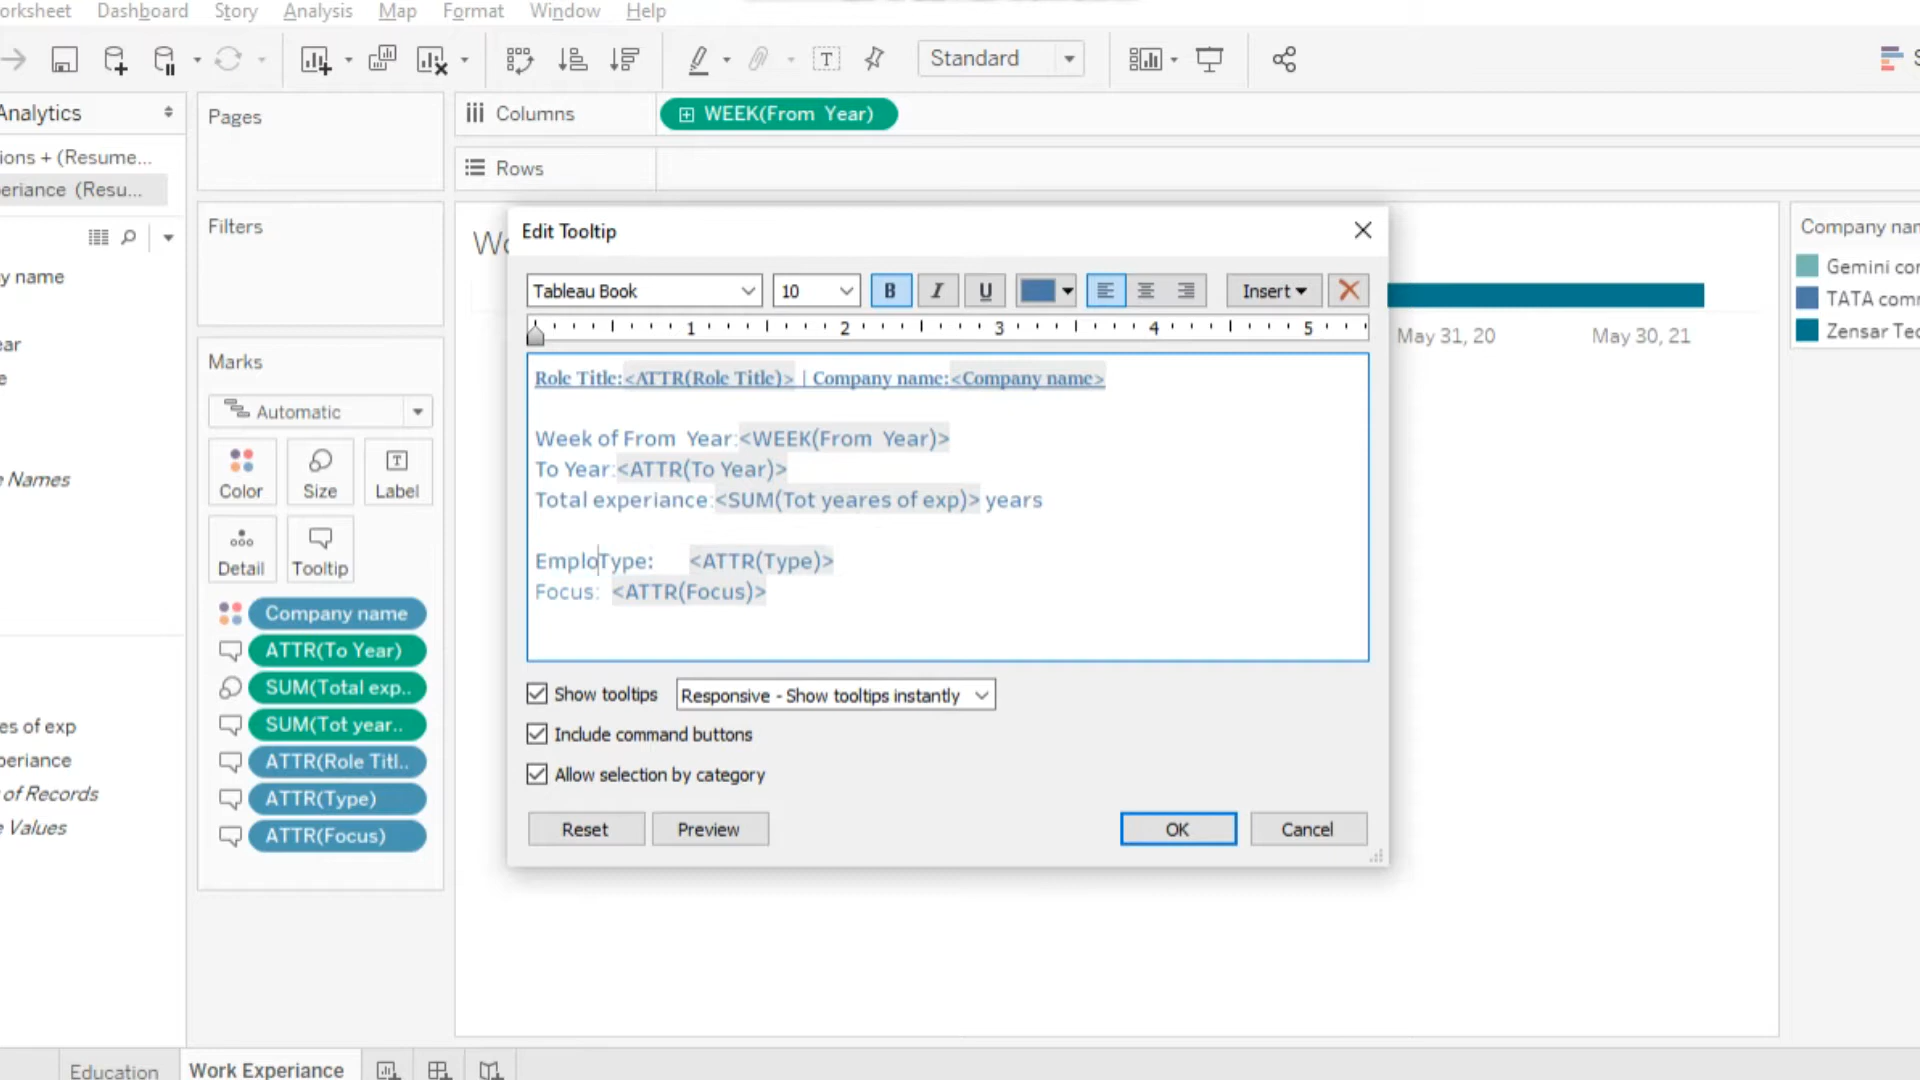 orksheet Dashboard Story Analysis Map Format Window Help
Standard
Analytics
Pages
Columns
WEEK(From Year)
Rows
ions + (Resume...
eriance (Resu...
Filters
Edit Tooltip
Company nam
Gemini cor
TATA comm
Zensar Tec
y name
Tableau Book
10
B
I
U
Insert
1 2 3 4 5
May 31, 20
May 30, 21
ear
e
Marks
Automatic
Role Title:<ATTR(Role Title)> | Company name:<Company name>
Week of From Year:<WEEK(From Year)>
To Year:<ATTR(To Year)>
Total experiance:<SUM(Tot yeares of exp)> years
EmploType: <ATTR(Type)>
Focus: <ATTR(Focus)>
Color
Size
Label
e Names
Detail
Tooltip
Company name
ATTR(To Year)
SUM(Total exp..
SUM(Tot year..
ATTR(Role Titl..
ATTR(Type)
ATTR(Focus)
Show tooltips
Responsive - Show tooltips instantly
Include command buttons
Allow selection by category
es of exp
periance
of Records
e Values
Reset
Preview
OK
Cancel
Education
Work Experiance